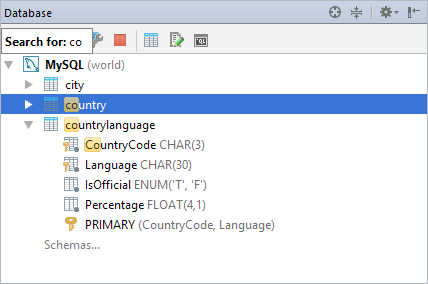 Database
Search for: co
MySQL (world)
city
country
countrylanguage
CountryCode CHAR(3)
Language CHAR(30)
IsOfficial ENUM('T', 'F')
Percentage FLOAT(4,1)
PRIMARY (CountryCode, Language)
Schemas...